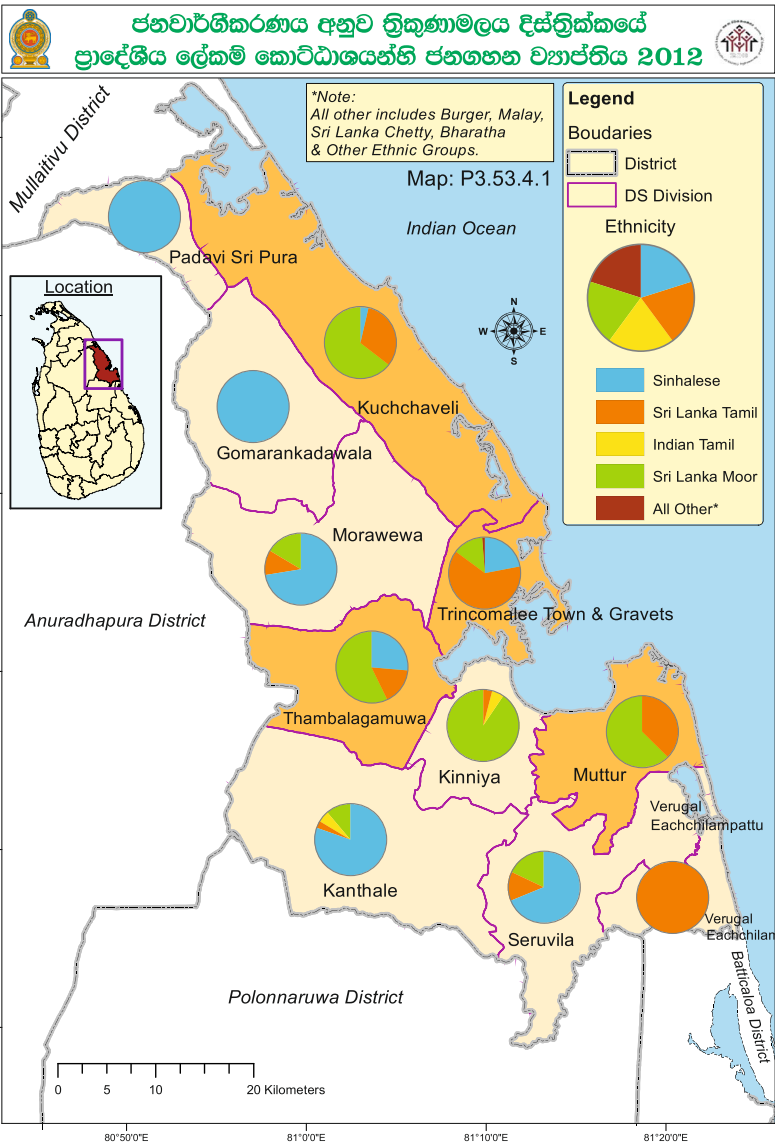 ජනවාර්ගීකරණය අනුව ත්‍රිකුණාමලය දිස්ත්‍රික්කයේ
ප්‍රාදේශීය ලේකම් කොට්ඨාශයන්හි ජනගහන ව්‍යාප්තිය 2012
*Note:
All other includes Burger, Malay,
Sri Lanka Chetty, Bharatha
& Other Ethnic Groups.
Map: P3.53.4.1
Legend
Boudaries
District
DS Division
Ethnicity
Sinhalese
Sri Lanka Tamil
Indian Tamil
Sri Lanka Moor
All Other*
Mullaitivu District
Indian Ocean
Padavi Sri Pura
Location
N
W E
S
Kuchchaveli
Gomarankadawala
Morawewa
Anuradhapura District
Trincomalee Town & Gravets
Thambalagamuwa
Kinniya
Muttur
Verugal
Eachchilampattu
Kanthale
Seruvila
Verugal
Eachchilam
Polonnaruwa District
Batticaloa District
0 5 10 20 Kilometers
80°50'0"E 81°0'0"E 81°10'0"E 81°20'0"E